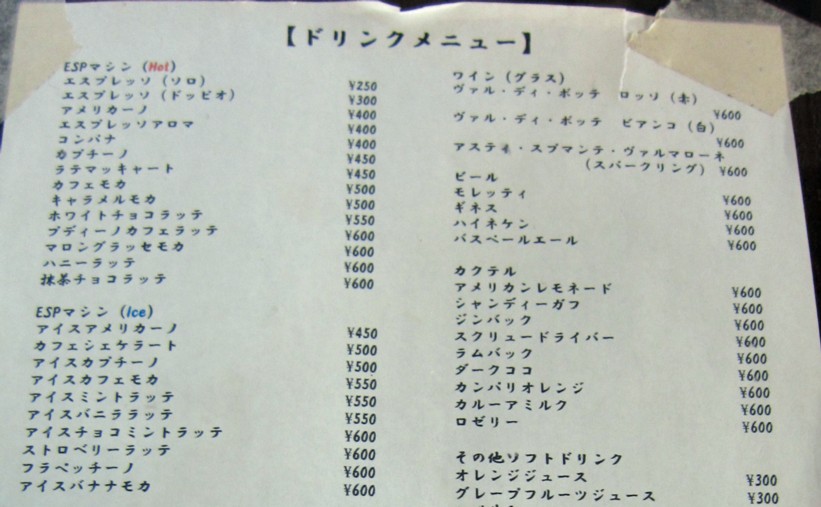 【ドリンクメニュー】
ESPマシン (Hot)
エスプレッソ (ソロ) ¥250
エスプレッソ (ドッピオ) ¥300
アメリカーノ ¥400
エスプレッソアロマ ¥400
コンパナ ¥400
カプチーノ ¥450
ラテマッキャート ¥450
カフェモカ ¥500
キャラメルモカ ¥500
ホワイトチョコラッテ ¥550
プディーノカフェラッテ ¥600
マロングラッセモカ ¥600
ハニーラッテ ¥600
抹茶チョコラッテ ¥600
ESPマシン (Ice)
アイスアメリカーノ ¥450
カフェシェケラート ¥500
アイスカプチーノ ¥500
アイスカフェモカ ¥550
アイスミントラッテ ¥550
アイスバニララッテ ¥550
アイスチョコミントラッテ ¥600
ストロベリーラッテ ¥600
フラペッチーノ ¥600
アイスバナナモカ ¥600
ワイン (グラス)
ヴァル・ディ・ポッチ ロッソ (赤) ¥600
ヴァル・ディ・ポッチ ビアンコ (白) ¥600
アスティ・スプマンテ・ヴァルマローネ
(スパークリング) ¥600
ビール
モレッティ ¥600
ギネス ¥600
ハイネケン ¥600
バスペールエール ¥600
カクテル
アメリカンレモネード ¥600
シャンディーガフ ¥600
ジンバック ¥600
スクリュードライバー ¥600
ラムバック ¥600
ダークココ ¥600
カンパリオレンジ ¥600
カルーアミルク ¥600
ロゼリー ¥600
その他ソフトドリンク
オレンジジュース ¥300
グレープフルーツジュース ¥300